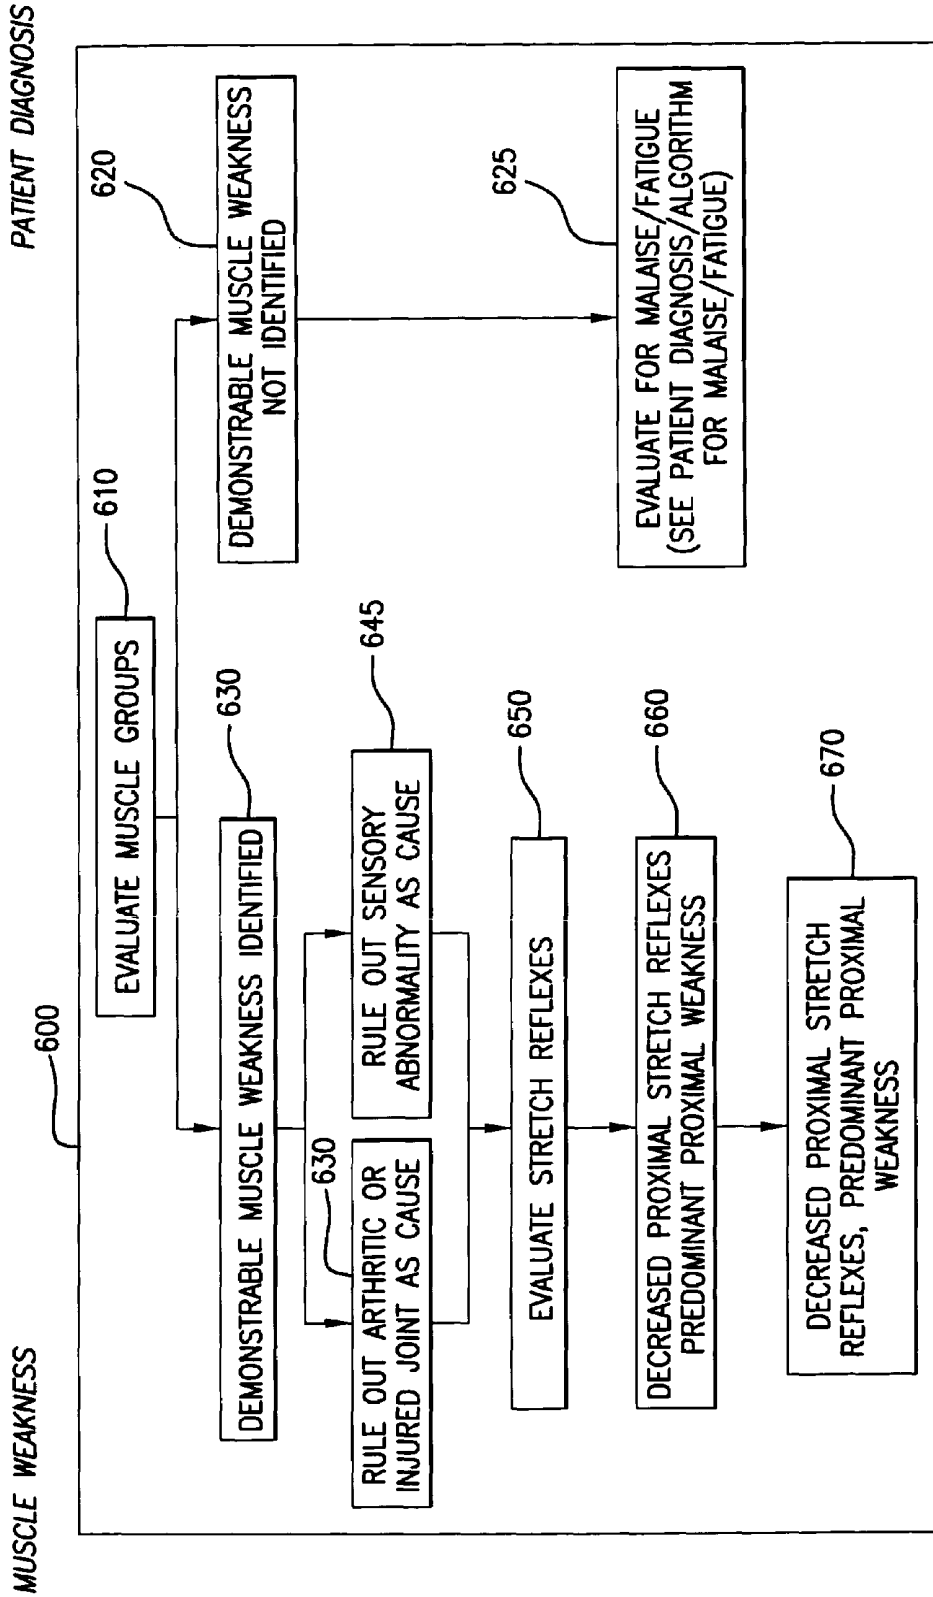 MUSCLE WEAKNESS
PATIENT DIAGNOSIS
600
EVALUATE MUSCLE GROUPS
610
DEMONSTRABLE MUSCLE WEAKNESS IDENTIFIED
630
DEMONSTRABLE MUSCLE WEAKNESS
NOT IDENTIFIED
620
RULE OUT ARTHRITIC OR
INJURED JOINT AS CAUSE
630
RULE OUT SENSORY
ABNORMALITY AS CAUSE
645
EVALUATE STRETCH REFLEXES
650
EVALUATE FOR MALAISE/FATIGUE
(SEE PATIENT DIAGNOSIS/ALGORITHM
FOR MALAISE/FATIGUE)
625
DECREASED PROXIMAL STRETCH REFLEXES
PREDOMINANT PROXIMAL WEAKNESS
660
DECREASED PROXIMAL STRETCH
REFLEXES, PREDOMINANT PROXIMAL
WEAKNESS
670